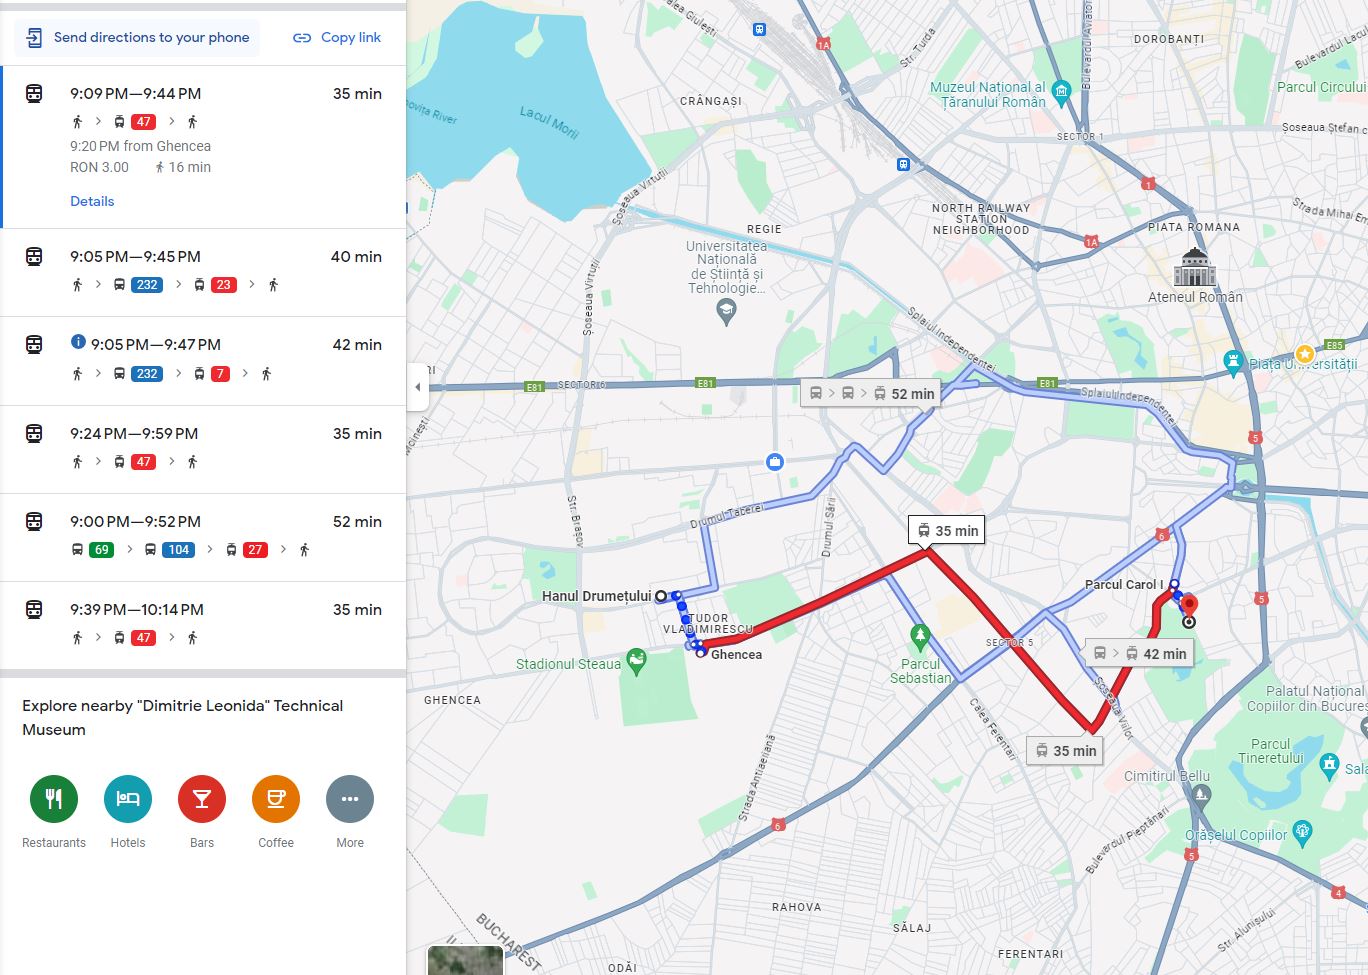 Send directions to your phone
Copy link
9:09 PM—9:44 PM
35 min
47
9:20 PM from Ghencea
RON 3.00
16 min
Details
9:05 PM—9:45 PM
40 min
232
23
9:05 PM—9:47 PM
42 min
232
7
9:24 PM—9:59 PM
35 min
47
9:00 PM—9:52 PM
52 min
69
104
27
9:39 PM—10:14 PM
35 min
47
Explore nearby "Dimitrie Leonida" Technical
Museum
Restaurants
Hotels
Bars
Coffee
More
Calea Giulești
1A
Str. Turda
Bulevardul Aviator
DOROBANȚI
Bulevardul Lacu
Muzeul Național al
Țăranului Român
Parcul Circului
CRÂNGAȘI
Lacul Morii
River
SECTOR 1
Șoseaua Ștefan c
Șoseaua Virtuții
1
NORTH RAILWAY
STATION
NEIGHBORHOOD
Strada Mihai Em
REGIE
PIATA ROMANA
1A
Universitatea
Națională
de Știință și
Tehnologie...
Șoseaua Virtuții
Ateneul Român
Splaiul Independenței
E85
Piața Universității
RI
E81
SECTOR 6
E81
E81
52 min
Splaiul Independenței
5
Drumul Taberei
Str. Brașov
Drumul Sării
35 min
6
Hanul Drumețului
Parcul Carol I
5
TUDOR
VLADIMIRESCU
Ghencea
SECTOR 5
42 min
Stadionul Steaua
Parcul
Sebastian
Șoseaua Viilor
GHENCEA
Calea Ferentari
Palatul Național
Copiilor din Bucureș
35 min
Parcul
Tineretului
Strada Antiaeriană
Sala
Cimitirul Bellu
6
Bulevardul Pieptănari
Orășelul Copiilor
5
4
RAHOVA
SĂLAJ
Str. Alunișului
BUCHAREST
FERENTARI
ODĂI